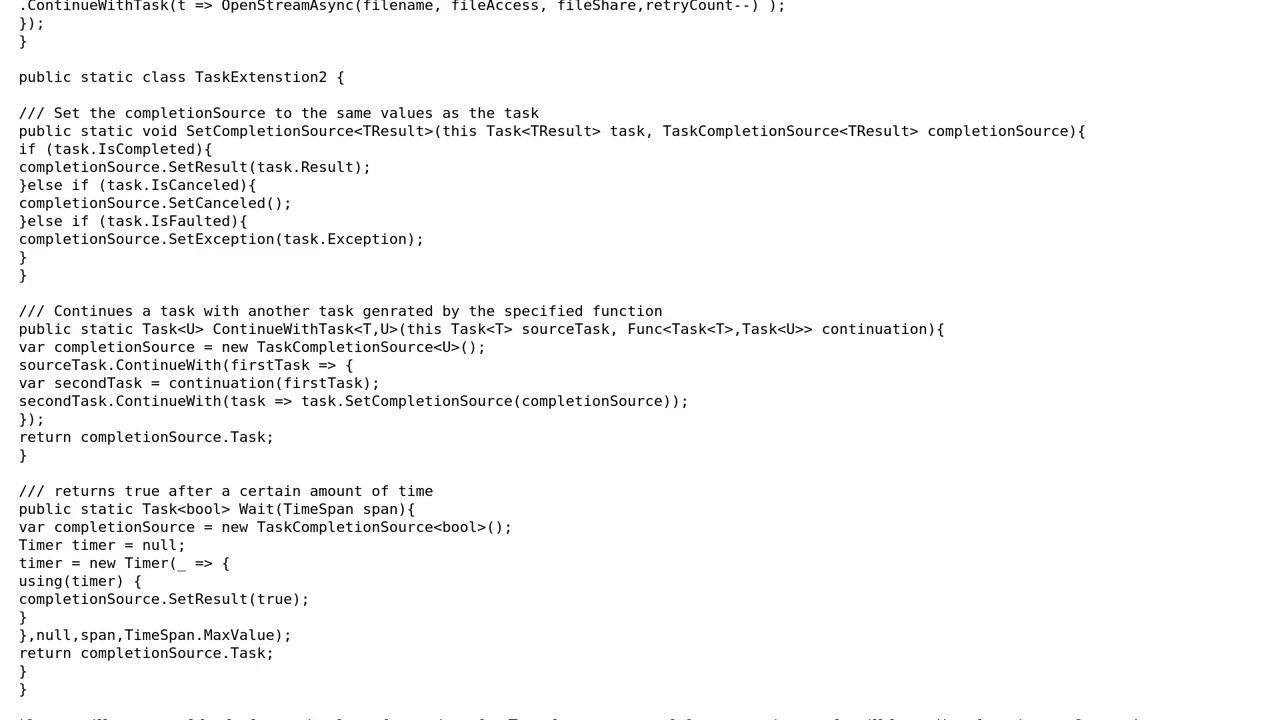 .ContinueWithTask(t => OpenStreamAsync(filename, fileAccess, fileShare,retryCount--) );
});
}
public static class TaskExtenstion2 {
/// Set the completionSource to the same values as the task
public static void SetCompletionSource<TResult>(this Task<TResult> task, TaskCompletionSource<TResult> completionSource){
if (task.IsCompleted){
completionSource.SetResult(task.Result);
}else if (task.IsCanceled){
completionSource.SetCanceled();
}else if (task.IsFaulted){
completionSource.SetException(task.Exception);
}
}
/// Continues a task with another task genrated by the specified function
public static Task<U> ContinueWithTask<T,U>(this Task<T> sourceTask, Func<Task<T>,Task<U>> continuation){
var completionSource = new TaskCompletionSource<U>();
sourceTask.ContinueWith(firstTask => {
var secondTask = continuation(firstTask);
secondTask.ContinueWith(task => task.SetCompletionSource(completionSource));
});
return completionSource.Task;
}
/// returns true after a certain amount of time
public static Task<bool> Wait(TimeSpan span){
var completionSource = new TaskCompletionSource<bool>();
Timer timer = null;
timer = new Timer(_ => {
using(timer) {
completionSource.SetResult(true);
}
},null,span,TimeSpan.MaxValue);
return completionSource.Task;
}
}